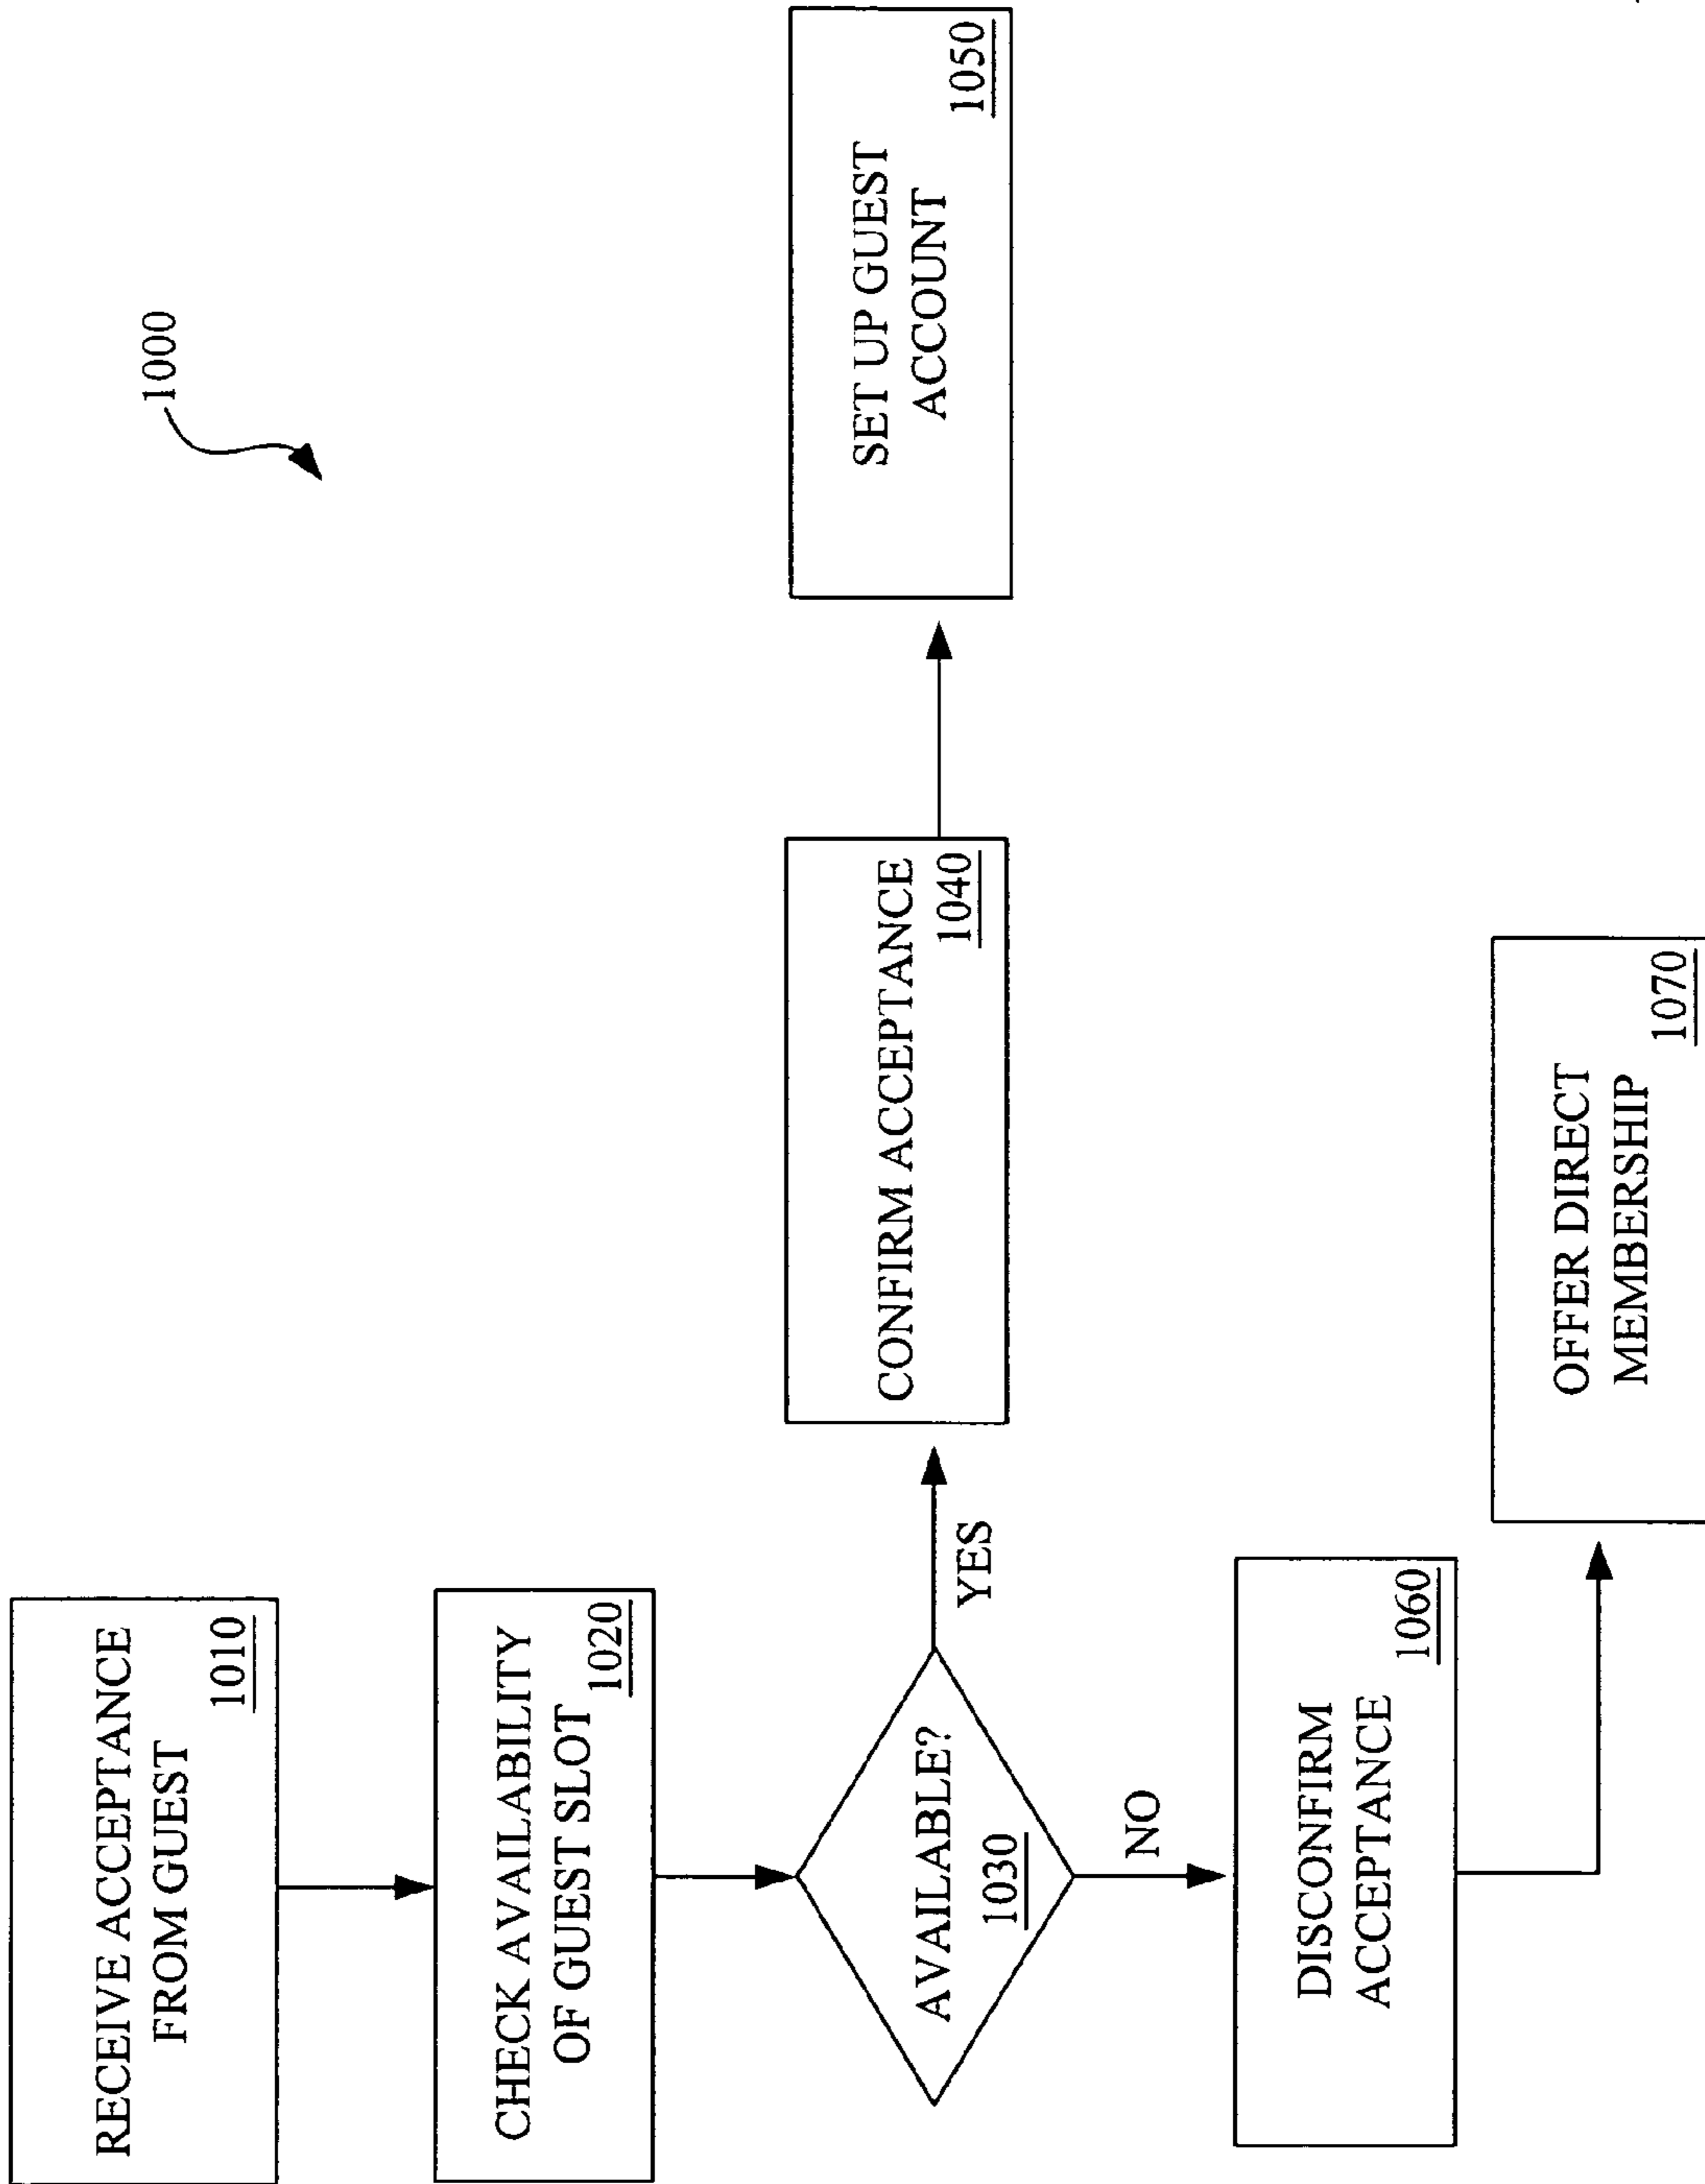 1000
RECEIVE ACCEPTANCE
FROM GUEST
1010
CHECK AVAILABILITY
OF GUEST SLOT
1020
AVAILABLE?
1030
YES
CONFIRM ACCEPTANCE
1040
SET UP GUEST
ACCOUNT
1050
NO
DISCONFIRM
ACCEPTANCE
1060
OFFER DIRECT
MEMBERSHIP
1070